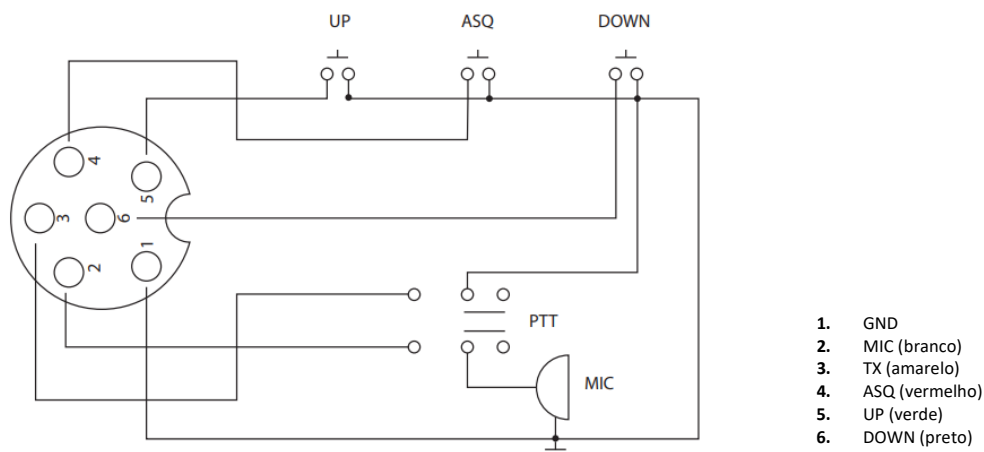 UP
ASQ
DOWN
4
5
3
6
1
2
PTT
MIC
1. GND
2. MIC (branco)
3. TX (amarelo)
4. ASQ (vermelho)
5. UP (verde)
6. DOWN (preto)